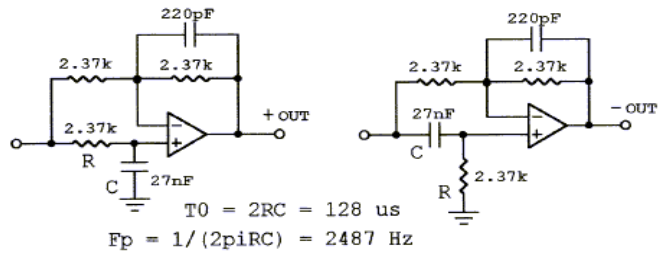 220pF
220pF
2.37k
2.37k
2.37k
2.37k
+OUT
-OUT
2.37k
27nF
-
+
-
+
R
C
C
27nF
R
2.37k
T0 = 2RC = 128 us
Fp = 1/(2piRC) = 2487 Hz